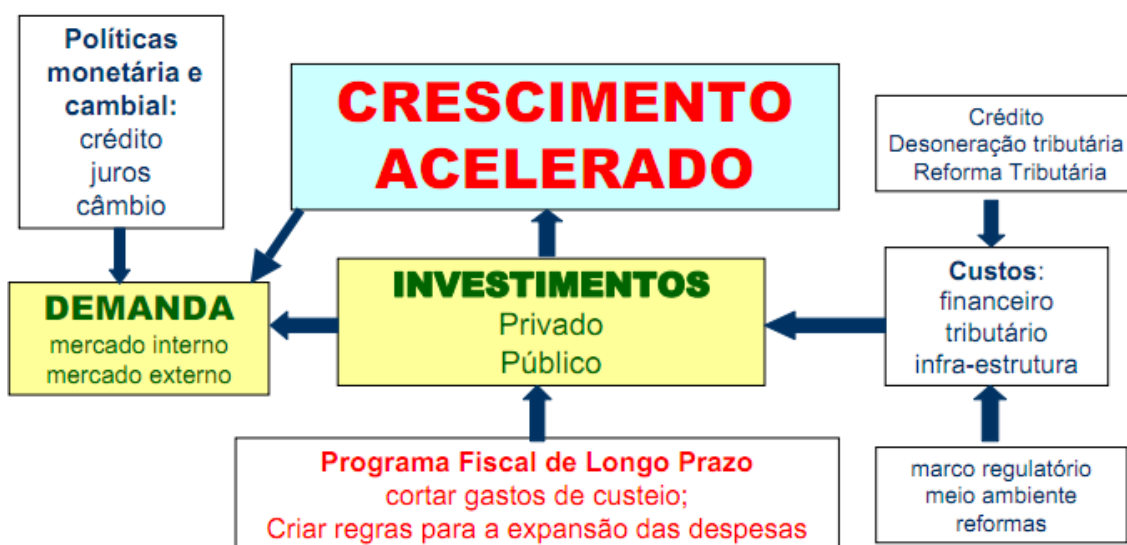 Políticas
monetária e
cambial:
crédito
juros
câmbio
CRESCIMENTO
ACELERADO
Crédito
Desoneração tributária
Reforma Tributária
DEMANDA
mercado interno
mercado externo
INVESTIMENTOS
Privado
Público
Custos:
financeiro
tributário
infra-estrutura
Programa Fiscal de Longo Prazo
cortar gastos de custeio;
Criar regras para a expansão das despesas
marco regulatório
meio ambiente
reformas